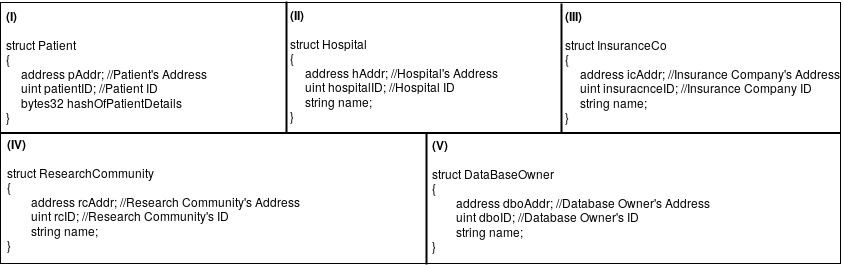 (I)
struct Patient
{
address pAddr; //Patient's Address
uint patientID; //Patient ID
bytes32 hashOfPatientDetails
}
(II)
struct Hospital
{
address hAddr; //Hospital's Address
uint hospitalID; //Hospital ID
string name;
}
(III)
struct InsuranceCo
{
address icAddr; //Insurance Company's Address
uint insuracnceID; //Insurance Company ID
string name;
}
(IV)
struct ResearchCommunity
{
address rcAddr; //Research Community's Address
uint rcID; //Research Community's ID
string name;
}
(V)
struct DataBaseOwner
{
address dboAddr; //Database Owner's Address
uint dboID; //Database Owner's ID
string name;
}